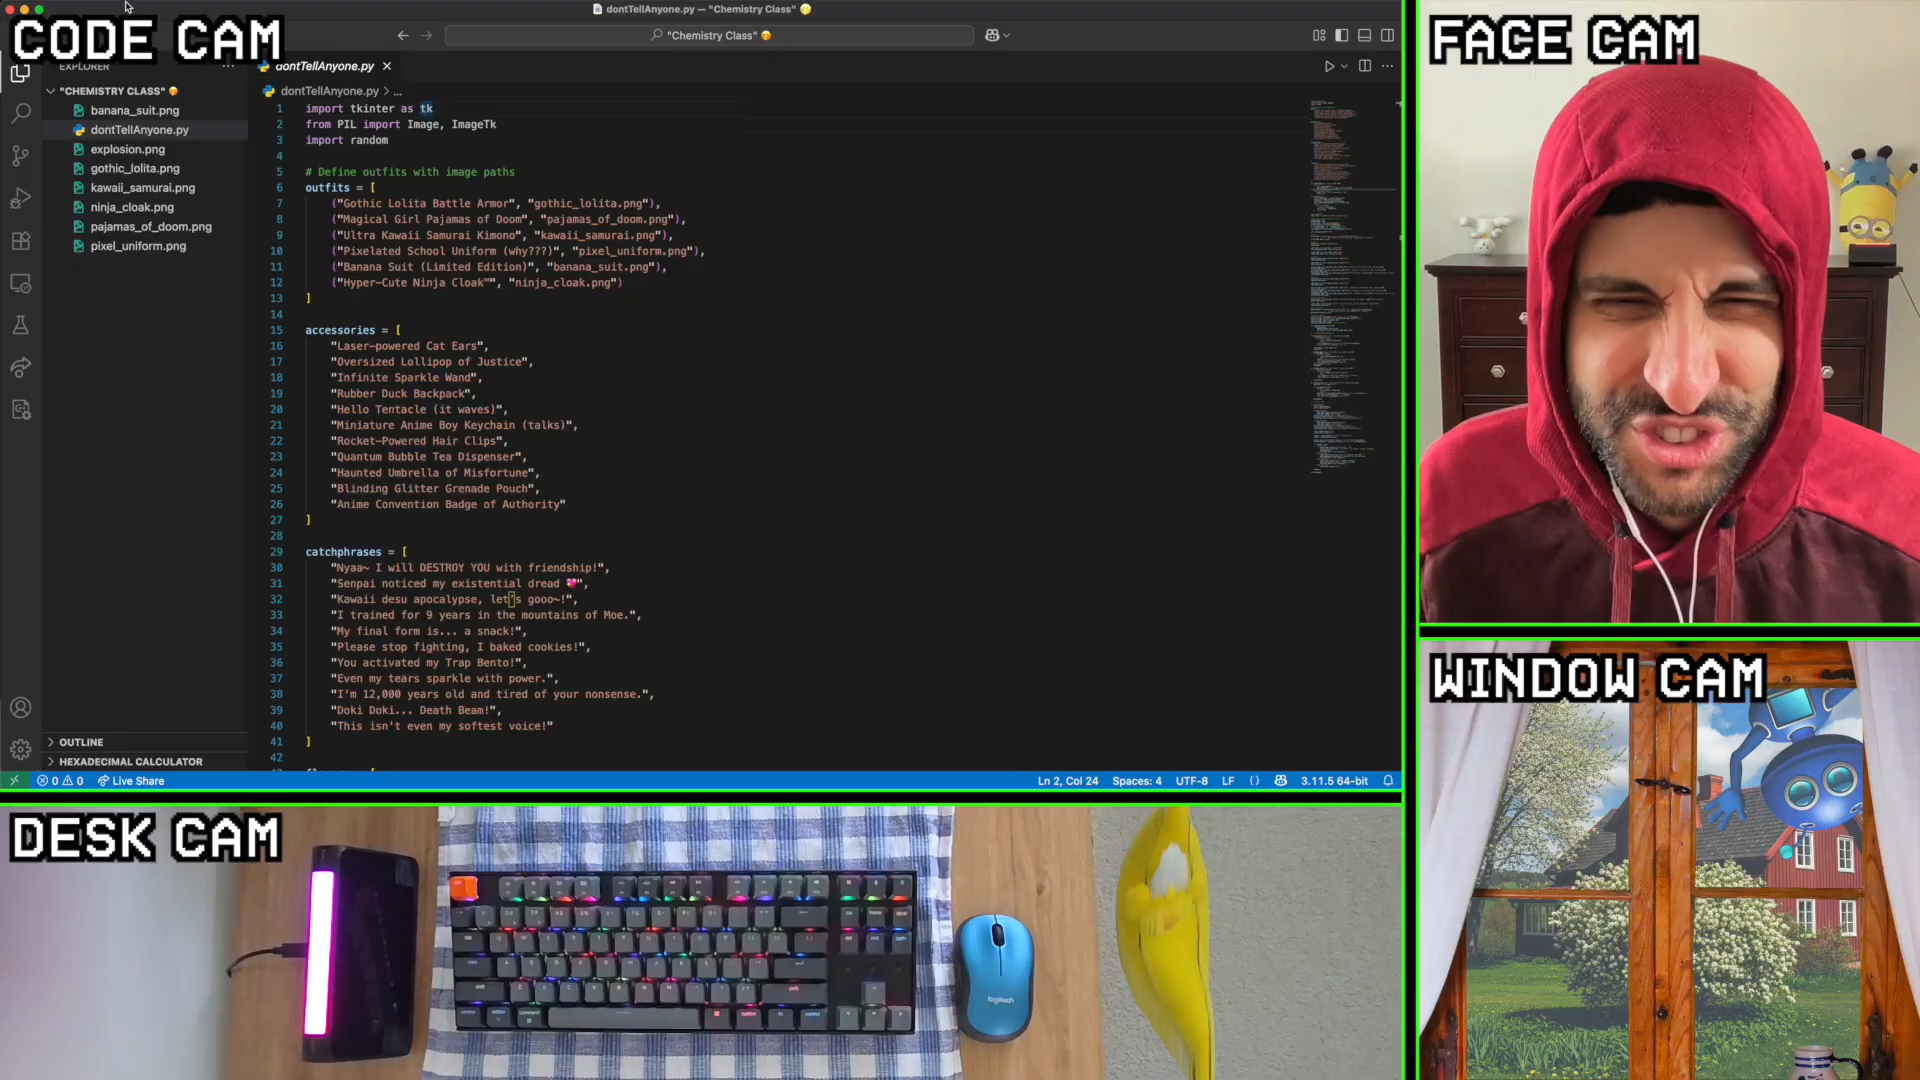 dontTellAnyone.py — "Chemistry Class"
CODE CAM
"Chemistry Class"
EXPLORER
dontTellAnyone.py
"CHEMISTRY CLASS"
banana_suit.png
dontTellAnyone.py
explosion.png
gothic_lolita.png
kawaii_samurai.png
ninja_cloak.png
pajamas_of_doom.png
pixel_uniform.png
OUTLINE
HEXADECIMAL CALCULATOR
dontTellAnyone.py > ...
1 import tkinter as tk
2 from PIL import Image, ImageTk
3 import random
4
5 # Define outfits with image paths
6 outfits = [
7 ("Gothic Lolita Battle Armor", "gothic_lolita.png"),
8 ("Magical Girl Pajamas of Doom", "pajamas_of_doom.png"),
9 ("Ultra Kawaii Samurai Kimono", "kawaii_samurai.png"),
10 ("Pixelated School Uniform (why???)", "pixel_uniform.png"),
11 ("Banana Suit (Limited Edition)", "banana_suit.png"),
12 ("Hyper-Cute Ninja Cloak™", "ninja_cloak.png")
13 ]
14
15 accessories = [
16 "Laser-powered Cat Ears",
17 "Oversized Lollipop of Justice",
18 "Infinite Sparkle Wand",
19 "Rubber Duck Backpack",
20 "Hello Tentacle (it waves)",
21 "Miniature Anime Boy Keychain (talks)",
22 "Rocket-Powered Hair Clips",
23 "Quantum Bubble Tea Dispenser",
24 "Haunted Umbrella of Misfortune",
25 "Blinding Glitter Grenade Pouch",
26 "Anime Convention Badge of Authority"
27 ]
28
29 catchphrases = [
30 "Nyaa~ I will DESTROY YOU with friendship!",
31 "Senpai noticed my existential dread 💘",
32 "Kawaii desu apocalypse, let’s gooo~!",
33 "I trained for 9 years in the mountains of Moe.",
34 "My final form is... a snack!",
35 "Please stop fighting, I baked cookies!",
36 "You activated my Trap Bento!",
37 "Even my tears sparkle with power.",
38 "I'm 12,000 years old and tired of your nonsense.",
39 "Doki Doki... Death Beam!",
40 "This isn't even my softest voice!"
41 ]
42
0 0 Live Share Ln 2, Col 24 Spaces: 4 UTF-8 LF {} 3.11.5 64-bit
FACE CAM
WINDOW CAM
DESK CAM
logitech